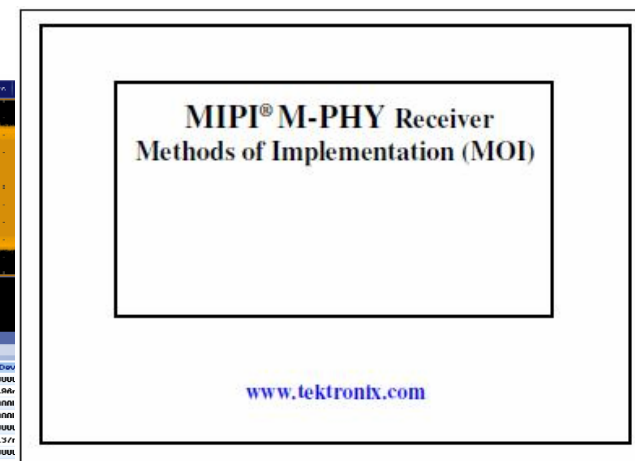 MIPI® M-PHY Receiver
Methods of Implementation (MOI)
www.tektronix.com